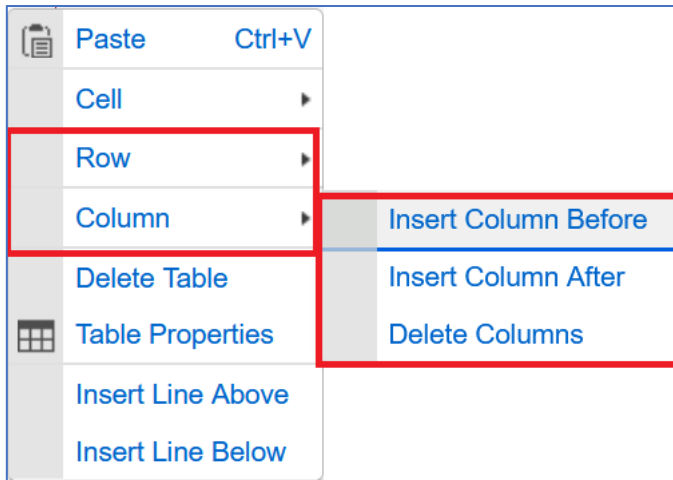 Paste Ctrl+V
Cell
Row
Column
Insert Column Before
Insert Column After
Delete Columns
Delete Table
Table Properties
Insert Line Above
Insert Line Below